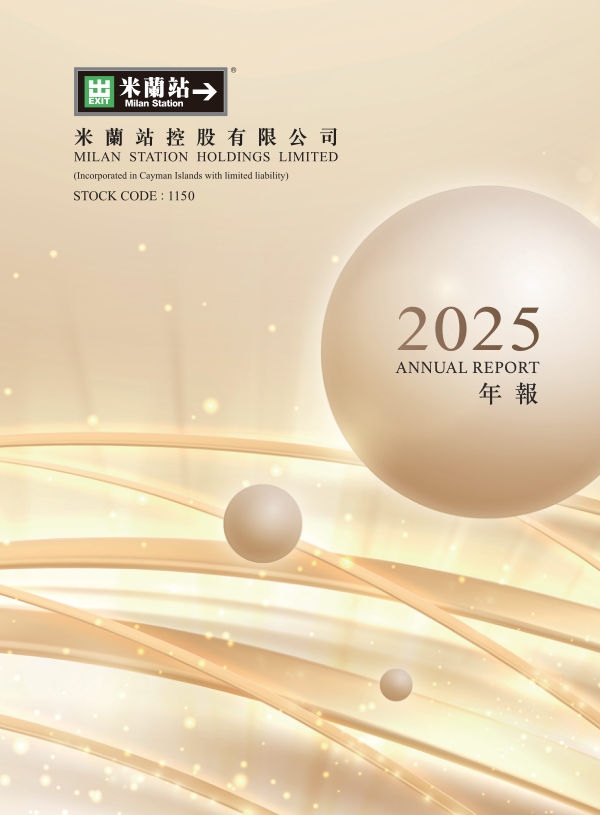 出 米蘭站 ®
EXIT Milan Station
米蘭站控股有限公司
MILAN STATION HOLDINGS LIMITED
(Incorporated in Cayman Islands with limited liability)
STOCK CODE : 1150
2025
ANNUAL REPORT
年報